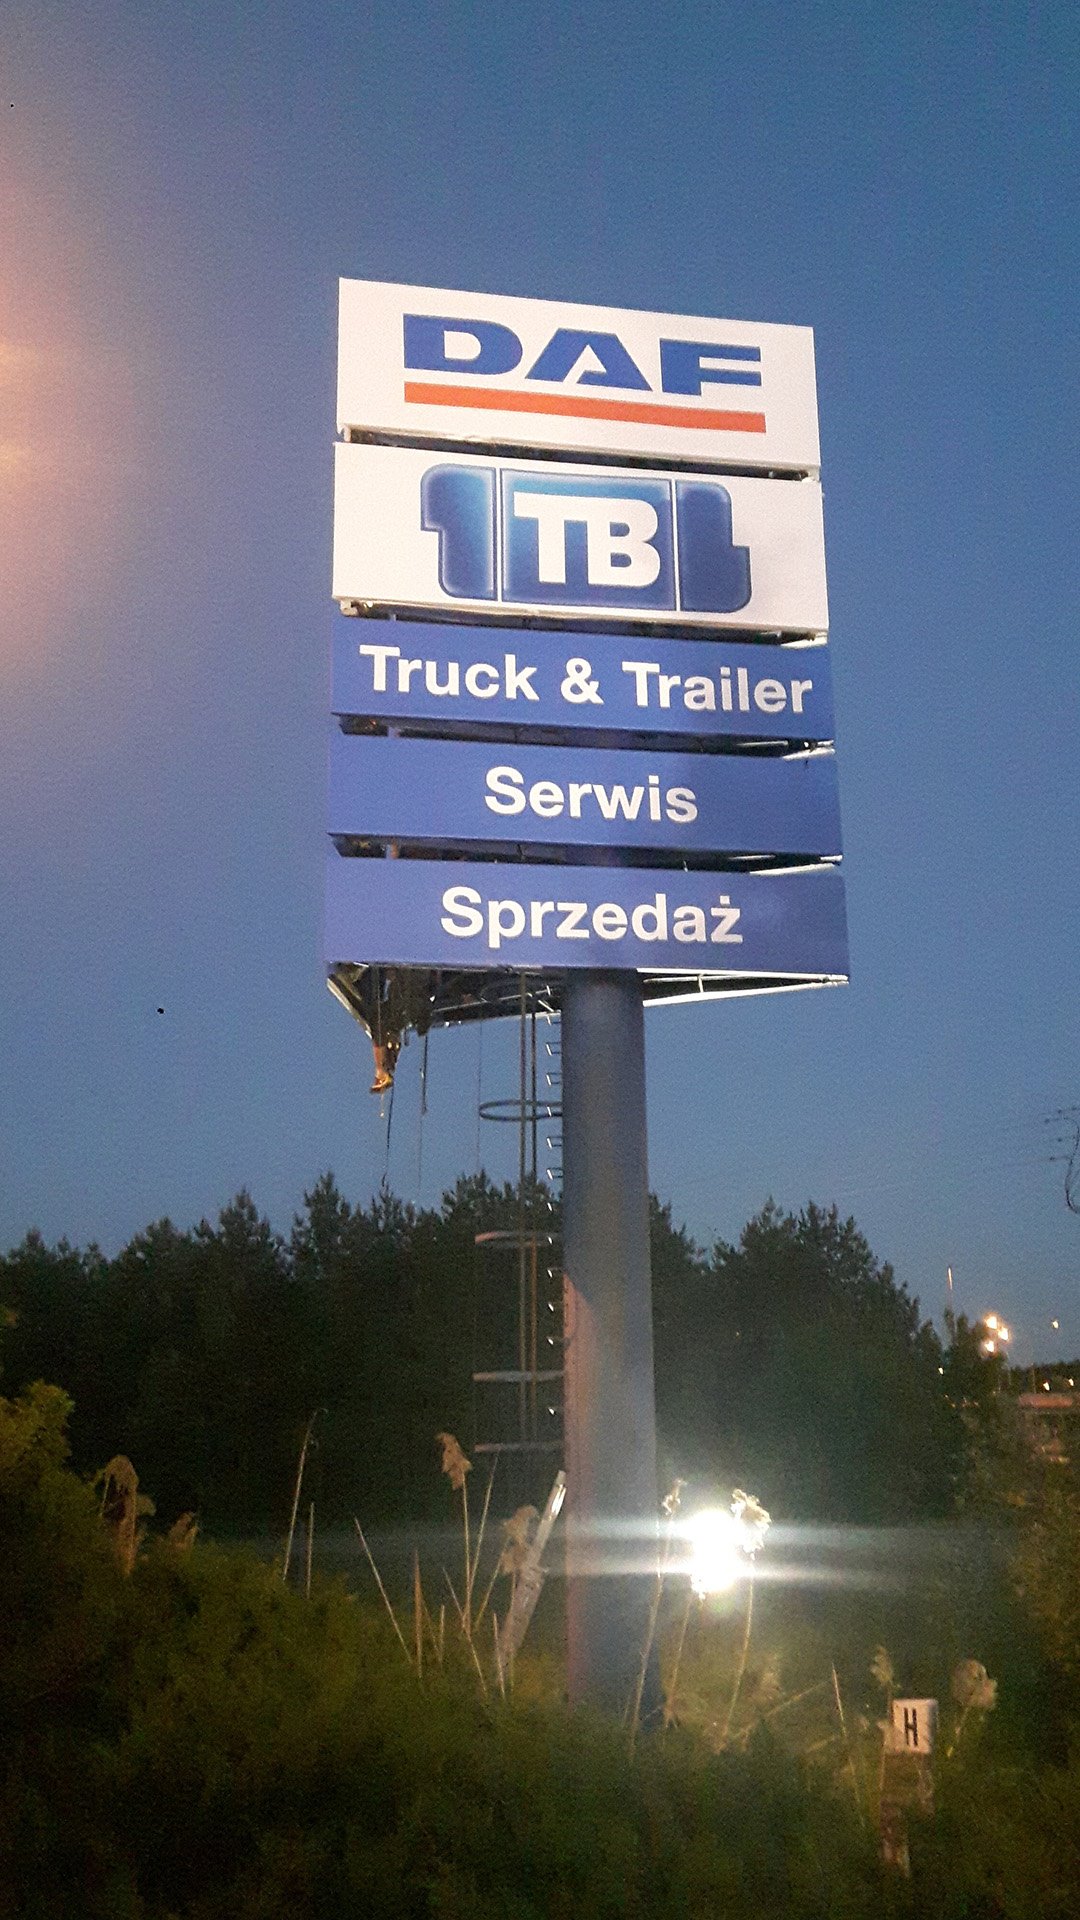 DAF
TB
Truck & Trailer
Serwis
Sprzedaż
H